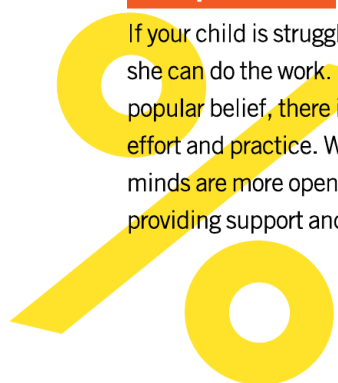 If your child is struggl
she can do the work.
popular belief, there i
effort and practice. W
minds are more open
providing support and
%